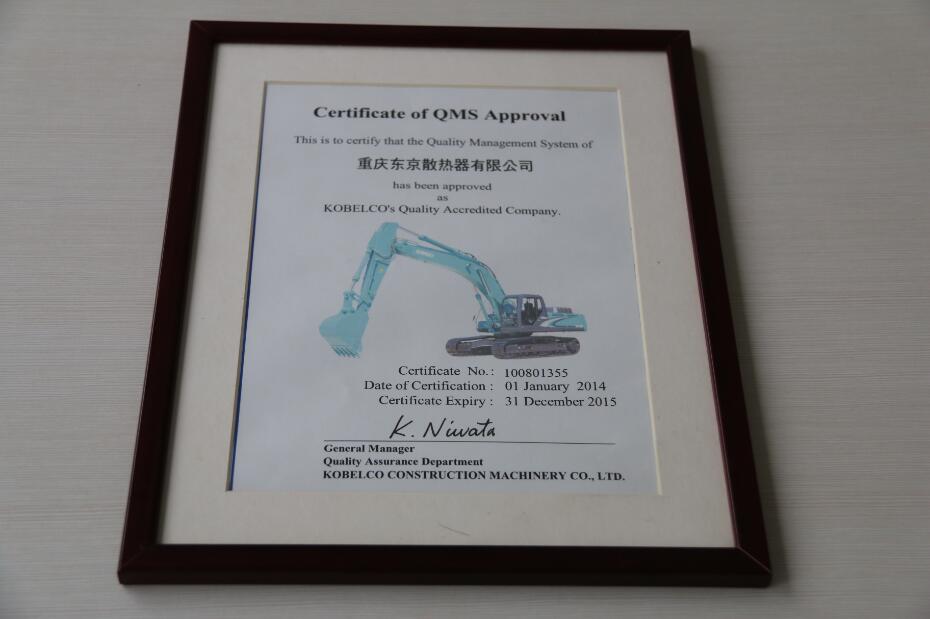 Certificate of QMS Approval
This is to certify that the Quality Management System of
重庆东京散热器有限公司
has been approved
as
KOBELCO's Quality Accredited Company.
Certificate No.: 100801355
Date of Certification : 01 January 2014
Certificate Expiry : 31 December 2015
K. Niwata
General Manager
Quality Assurance Department
KOBELCO CONSTRUCTION MACHINERY CO., LTD.